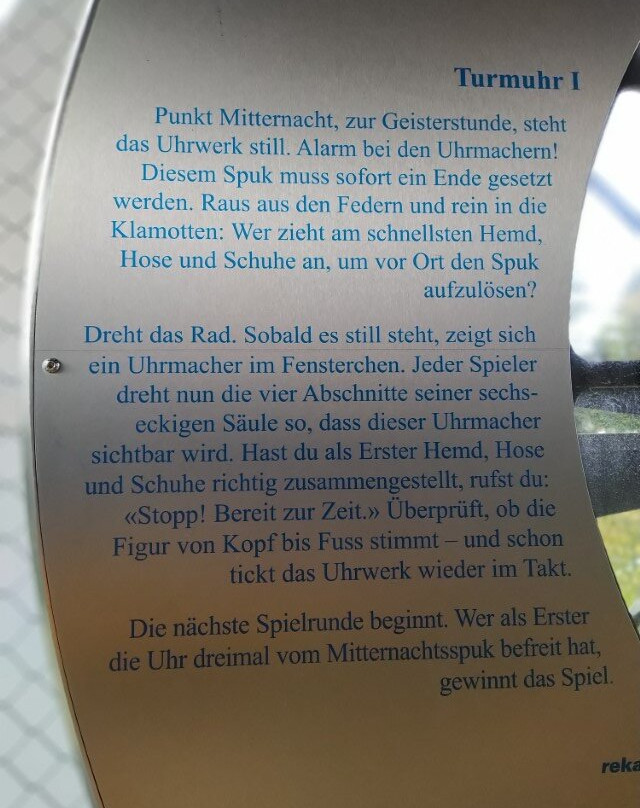 Turmuhr I
Punkt Mitternacht, zur Geisterstunde, steht
das Uhrwerk still. Alarm bei den Uhrmachern!
Diesem Spuk muss sofort ein Ende gesetzt
werden. Raus aus den Federn und rein in die
Klamotten: Wer zieht am schnellsten Hemd,
Hose und Schuhe an, um vor Ort den Spuk
aufzulösen?
Dreht das Rad. Sobald es still steht, zeigt sich
ein Uhrmacher im Fensterchen. Jeder Spieler
dreht nun die vier Abschnitte seiner sechs-
eckigen Säule so, dass dieser Uhrmacher
sichtbar wird. Hast du als Erster Hemd, Hose
und Schuhe richtig zusammengestellt, rufst du:
«Stopp! Bereit zur Zeit.» Überprüft, ob die
Figur von Kopf bis Fuss stimmt – und schon
tickt das Uhrwerk wieder im Takt.
Die nächste Spielrunde beginnt. Wer als Erster
die Uhr dreimal vom Mitternachtsspuk befreit hat,
gewinnt das Spiel.
reka